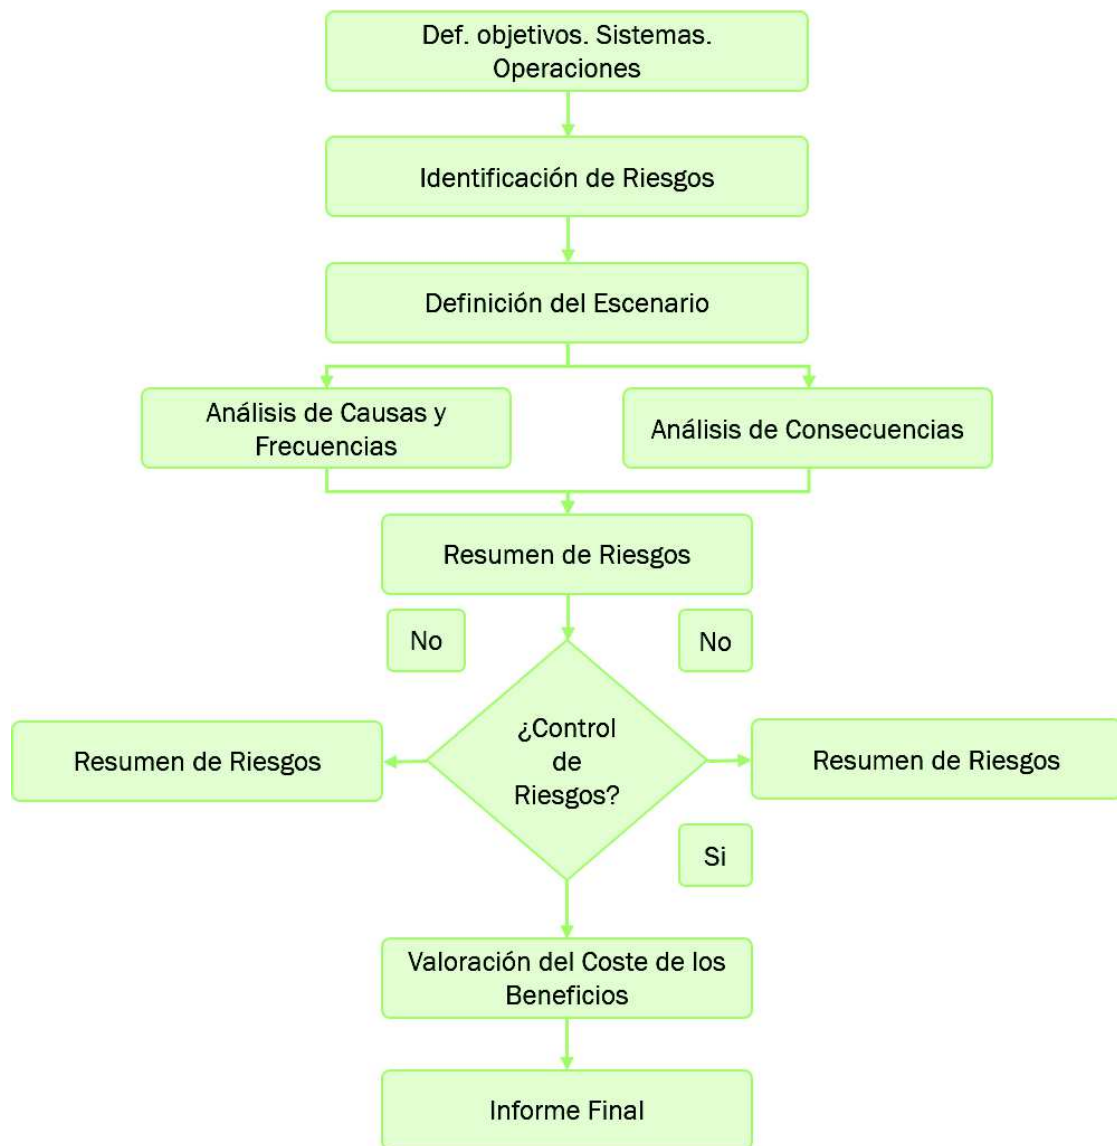 Def. objetivos. Sistemas.
Operaciones
Identificación de Riesgos
Definición del Escenario
Análisis de Causas y
Frecuencias
Análisis de Consecuencias
Resumen de Riesgos
No
No
Resumen de Riesgos
¿Control
de
Riesgos?
Resumen de Riesgos
Si
Valoración del Coste de los
Beneficios
Informe Final